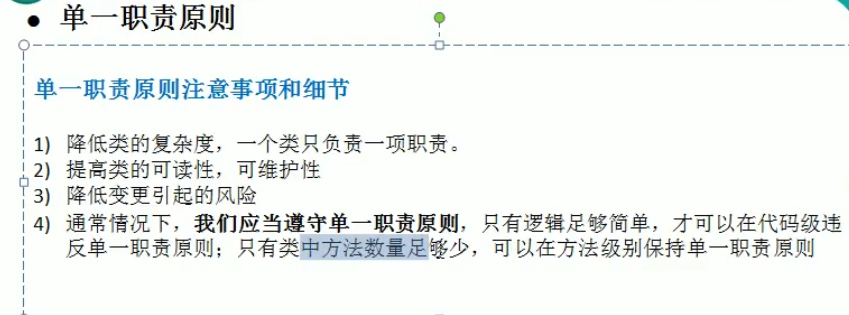 ● 单一职责原则
单一职责原则注意事项和细节
1) 降低类的复杂度，一个类只负责一项职责。
2) 提高类的可读性，可维护性
3) 降低变更引起的风险
4) 通常情况下，我们应当遵守单一职责原则，只有逻辑足够简单，才可以在代码级违
反单一职责原则；只有类中方法数量足够少，可以在方法级别保持单一职责原则